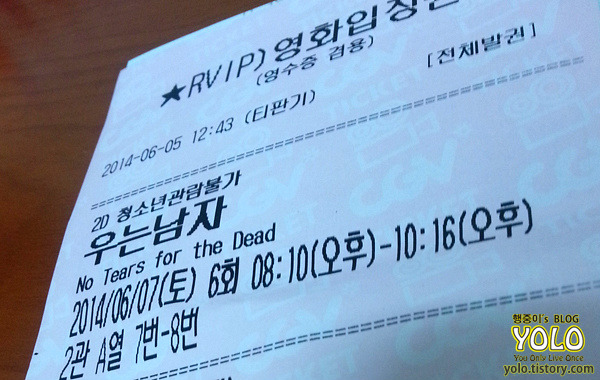 ★RVIP)영화입장권
(영수증 겸용)
[전체발권]
2014-06-05 12:43 (티판기)
2D 청소년관람불가
우는남자
No Tears for the Dead
2014/06/07(토) 6회 08:10(오후)-10:16(오후)
2관 A열 7번-8번
CGV
TICKET
행중이's BLOG
YOLO
You Only Live Once
yolo.tistory.com